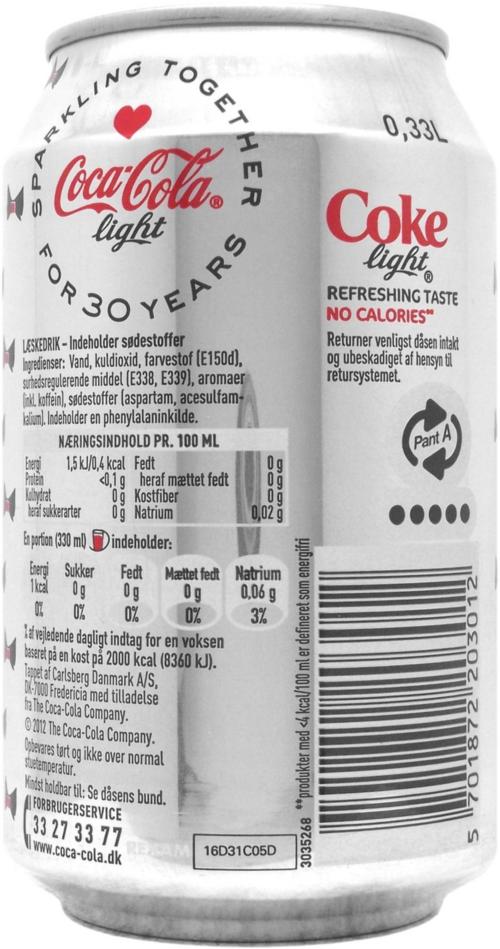 SPARKLING TOGETHER
Coca-Cola®
light
FOR 30 YEARS
0,33L
Coke
light®
REFRESHING TASTE
NO CALORIES**
Returner venligst dåsen intakt
og ubeskadiget af hensyn til
retursystemet.
Pant A
LÆSKEDRIK – Indeholder sødestoffer
Ingredienser: Vand, kuldioxid, farvestof (E150d),
surhedsregulerende middel (E338, E339), aromaer
(inkl. koffein), sødestoffer (aspartam, acesulfam-
kalium). Indeholder en phenylalaninkilde.
NÆRINGSINDHOLD PR. 100 ML
Energi 1,5 kJ/0,4 kcal Fedt 0 g
Protein <0,1 g heraf mættet fedt 0 g
Kulhydrat 0 g Kostfiber 0 g
heraf sukkerarter 0 g Natrium 0,02 g
En portion (330 ml) indeholder:
Energi Sukker Fedt Mættet fedt Natrium
1 kcal 0 g 0 g 0 g 0,06 g
0% 0% 0% 0% 3%
% af vejledende dagligt indtag for en voksen
baseret på en kost på 2000 kcal (8360 kJ).
Tappet af Carlsberg Danmark A/S,
DK-7000 Fredericia med tilladelse
fra The Coca-Cola Company.
© 2012 The Coca-Cola Company.
Opbevares tørt og ikke over normal
stuetemperatur.
Mindst holdbar til: Se dåsens bund.
FORBRUGERSERVICE
33 27 33 77
www.coca-cola.dk
REXAM
16D31C05D
3035268
**produkter med <4 kcal/100 ml er defineret som energifri
5 701872 203012